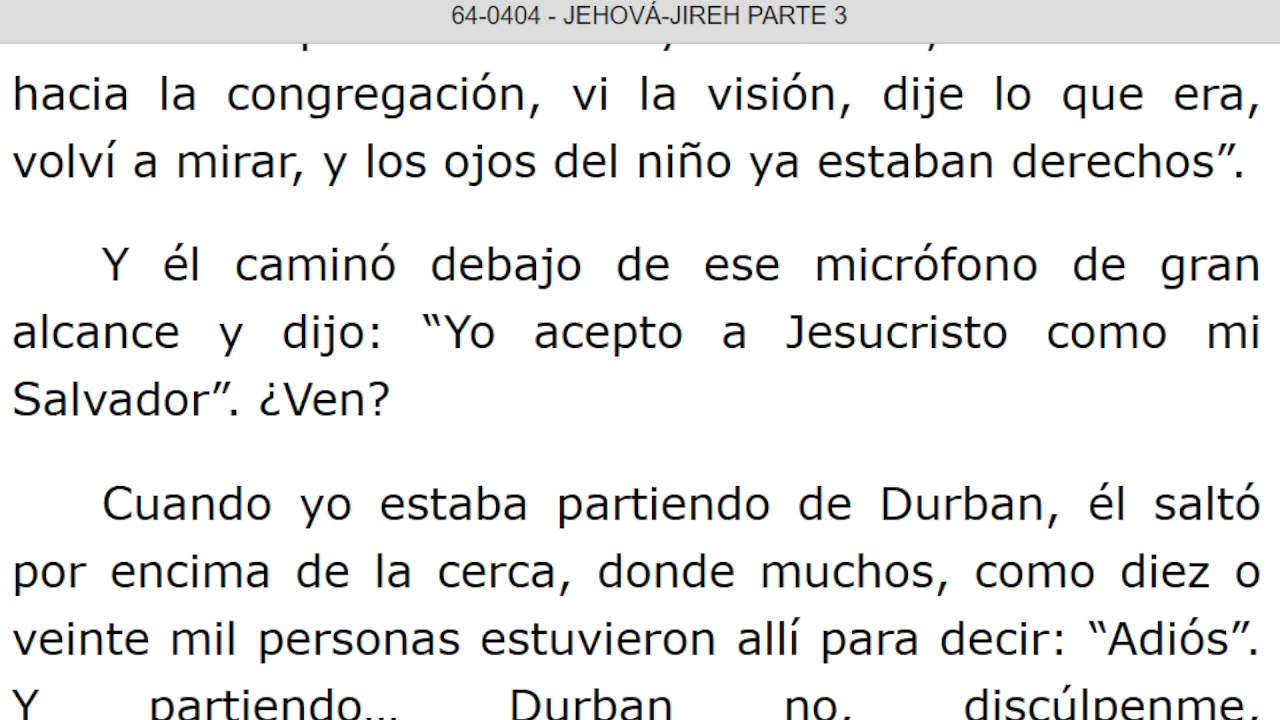 64-0404 - JEHOVÁ-JIREH PARTE 3
hacia la congregación, vi la visión, dije lo que era,
volví a mirar, y los ojos del niño ya estaban derechos”.
Y él caminó debajo de ese micrófono de gran
alcance y dijo: “Yo acepto a Jesucristo como mi
Salvador”. ¿Ven?
Cuando yo estaba partiendo de Durban, él saltó
por encima de la cerca, donde muchos, como diez o
veinte mil personas estuvieron allí para decir: “Adiós”.
Y partiendo… Durban no, discúlpenme,